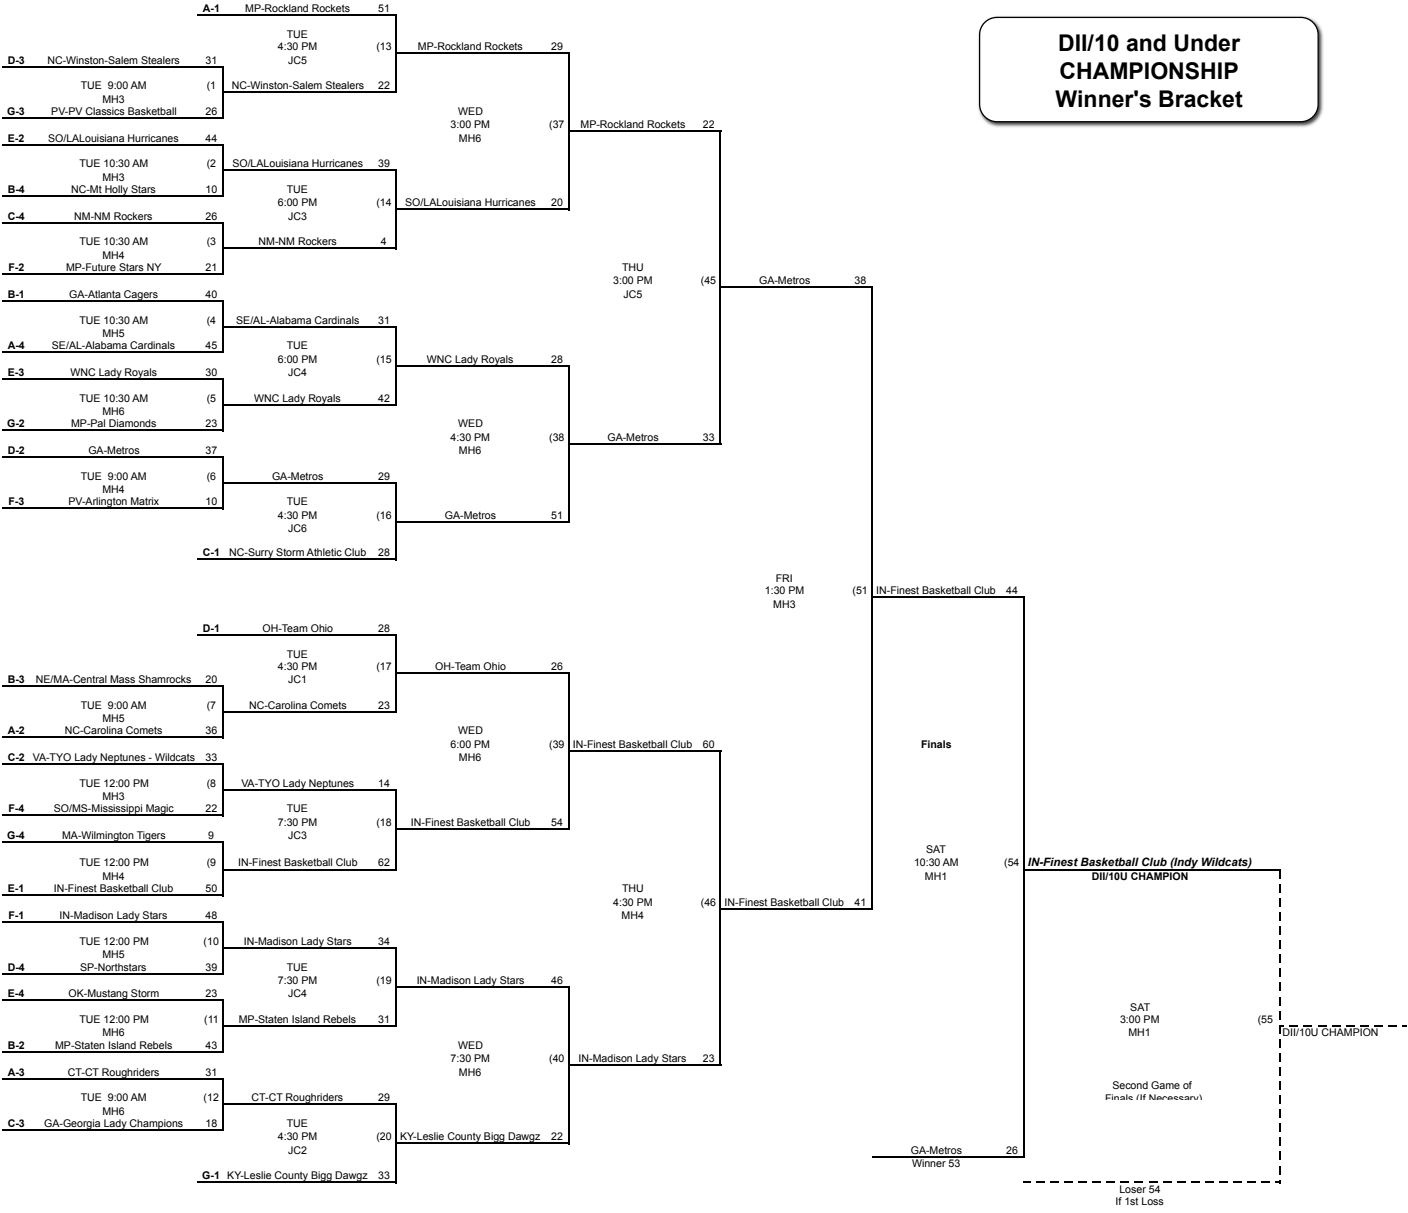 DII/10 and Under
CHAMPIONSHIP
Winner's Bracket
A-1 MP-Rockland Rockets 51
TUE
4:30 PM (13
JC5
MP-Rockland Rockets 29
D-3 NC-Winston-Salem Stealers 31
TUE 9:00 AM (1
MH3
NC-Winston-Salem Stealers 22
G-3 PV-PV Classics Basketball 26
WED
3:00 PM (37
MH6
MP-Rockland Rockets 22
E-2 SO/LALouisiana Hurricanes 44
TUE 10:30 AM (2
MH3
SO/LALouisiana Hurricanes 39
B-4 NC-Mt Holly Stars 10
TUE
6:00 PM (14
JC3
SO/LALouisiana Hurricanes 20
C-4 NM-NM Rockers 26
TUE 10:30 AM (3
MH4
NM-NM Rockers 4
F-2 MP-Future Stars NY 21
THU
3:00 PM (45
JC5
GA-Metros 38
B-1 GA-Atlanta Cagers 40
TUE 10:30 AM (4
MH5
SE/AL-Alabama Cardinals 31
A-4 SE/AL-Alabama Cardinals 45
TUE
6:00 PM (15
JC4
WNC Lady Royals 28
E-3 WNC Lady Royals 30
TUE 10:30 AM (5
MH6
WNC Lady Royals 42
G-2 MP-Pal Diamonds 23
WED
4:30 PM (38
MH6
GA-Metros 33
D-2 GA-Metros 37
TUE 9:00 AM (6
MH4
GA-Metros 29
F-3 PV-Arlington Matrix 10
TUE
4:30 PM (16
JC6
GA-Metros 51
C-1 NC-Surry Storm Athletic Club 28
FRI
1:30 PM (51
MH3
IN-Finest Basketball Club 44
D-1 OH-Team Ohio 28
TUE
4:30 PM (17
JC1
OH-Team Ohio 26
B-3 NE/MA-Central Mass Shamrocks 20
TUE 9:00 AM (7
MH5
NC-Carolina Comets 23
A-2 NC-Carolina Comets 36
WED
6:00 PM (39
MH6
IN-Finest Basketball Club 60
Finals
C-2 VA-TYO Lady Neptunes - Wildcats 33
TUE 12:00 PM (8
MH3
VA-TYO Lady Neptunes 14
F-4 SO/MS-Mississippi Magic 22
TUE
7:30 PM (18
JC3
IN-Finest Basketball Club 54
G-4 MA-Wilmington Tigers 9
TUE 12:00 PM (9
MH4
IN-Finest Basketball Club 62
E-1 IN-Finest Basketball Club 50
SAT
10:30 AM (54
MH1
IN-Finest Basketball Club (Indy Wildcats)
DII/10U CHAMPION
THU
4:30 PM (46
MH4
IN-Finest Basketball Club 41
F-1 IN-Madison Lady Stars 48
TUE 12:00 PM (10
MH5
IN-Madison Lady Stars 34
D-4 SP-Northstars 39
TUE
7:30 PM (19
JC4
IN-Madison Lady Stars 46
E-4 OK-Mustang Storm 23
TUE 12:00 PM (11
MH6
MP-Staten Island Rebels 31
B-2 MP-Staten Island Rebels 43
WED
7:30 PM (40
MH6
IN-Madison Lady Stars 23
SAT
3:00 PM (55
MH1
DII/10U CHAMPION
A-3 CT-CT Roughriders 31
TUE 9:00 AM (12
MH6
CT-CT Roughriders 29
C-3 GA-Georgia Lady Champions 18
Second Game of
Finals (If Necessary)
TUE
4:30 PM (20
JC2
KY-Leslie County Bigg Dawgz 22
G-1 KY-Leslie County Bigg Dawgz 33
GA-Metros 26
Winner 53
Loser 54
If 1st Loss